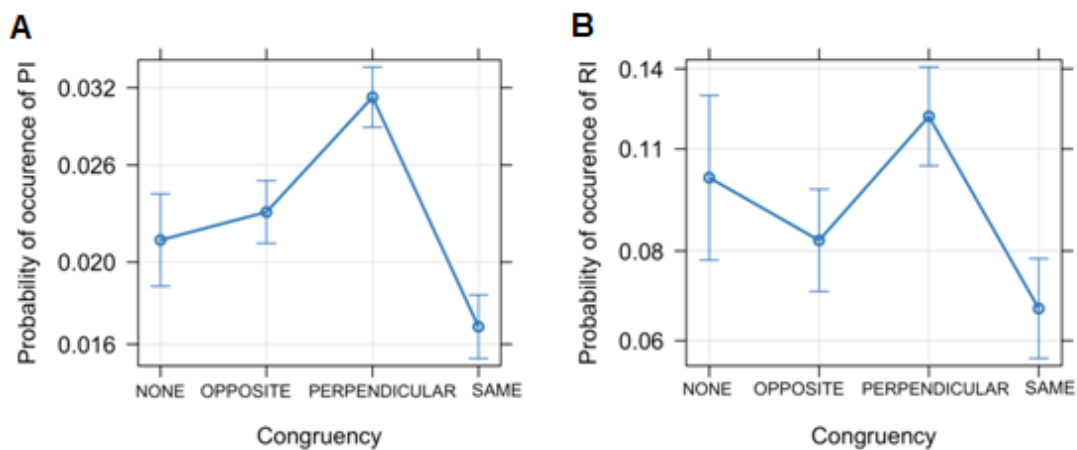 A
Probability of occurence of PI
0.032
0.026
0.020
0.016
NONE OPPOSITE PERPENDICULAR SAME
Congruency
B
Probability of occurence of RI
0.14
0.11
0.08
0.06
NONE OPPOSITE PERPENDICULAR SAME
Congruency